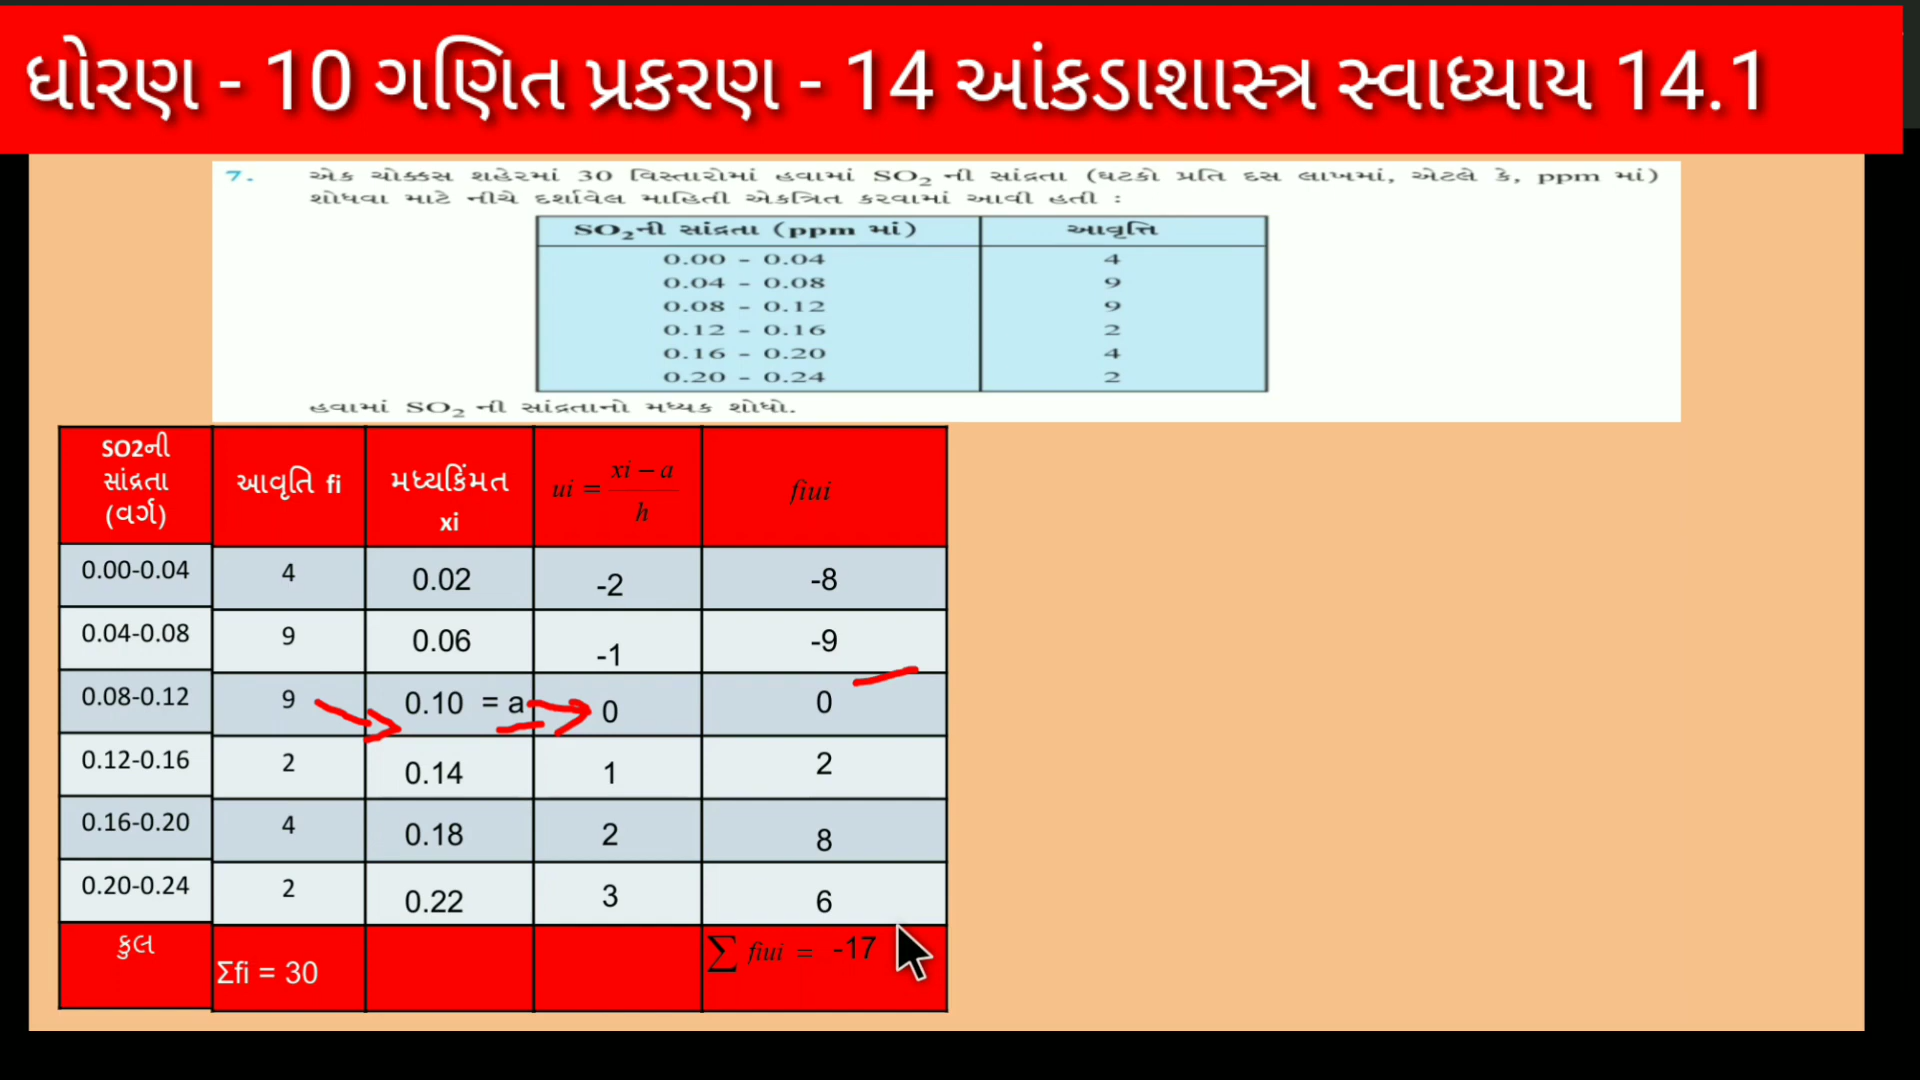 ધોરણ - 10 ગણિત પ્રકરણ - 14 આંકડાશાસ્ત્ર સ્વાધ્યાય 14.1
7. એક ચોક્કસ શહેરમાં 30 વિસ્તારોમાં હવામાં SO₂ ની સાંદ્રતા (ઘટકો પ્રતિ દસ લાખમાં, એટલે કે, ppm માં)
શોધવા માટે નીચે દર્શાવેલ માહિતી એકત્રિત કરવામાં આવી હતી :
SO₂ની સાંદ્રતા (ppm માં) આવૃત્તિ
0.00 - 0.04 4
0.04 - 0.08 9
0.08 - 0.12 9
0.12 - 0.16 2
0.16 - 0.20 4
0.20 - 0.24 2
હવામાં SO₂ ની સાંદ્રતાનો મધ્યક શોધો.
SO2ની
સાંદ્રતા
(વર્ગ)
આવૃતિ fi
મધ્યકિંમત
xi
ui = xi − a / h
fiui
0.00-0.04 4 0.02 -2 -8
0.04-0.08 9 0.06 -1 -9
0.08-0.12 9 0.10 = a 0 0
0.12-0.16 2 0.14 1 2
0.16-0.20 4 0.18 2 8
0.20-0.24 2 0.22 3 6
કુલ Σfi = 30 ∑ fiui = -17